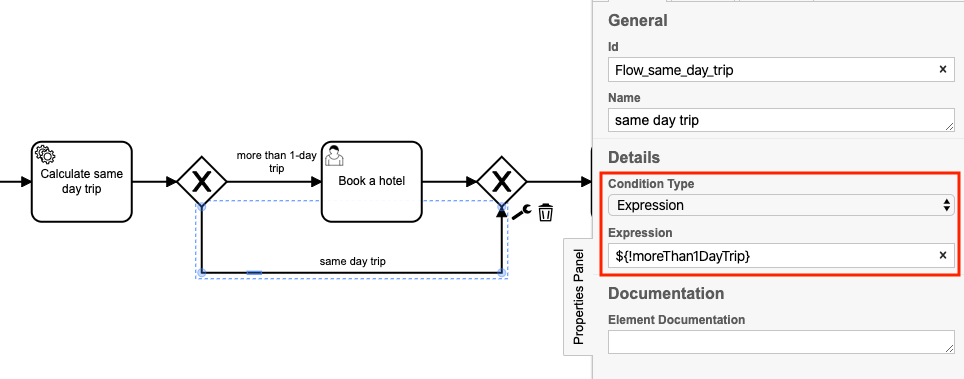 Calculate same
day trip
X
more than 1-day
trip
Book a hotel
X
same day trip
Properties Panel
General
Id
Flow_same_day_trip
×
Name
same day trip
Details
Condition Type
Expression
Expression
${!moreThan1DayTrip}
×
Documentation
Element Documentation